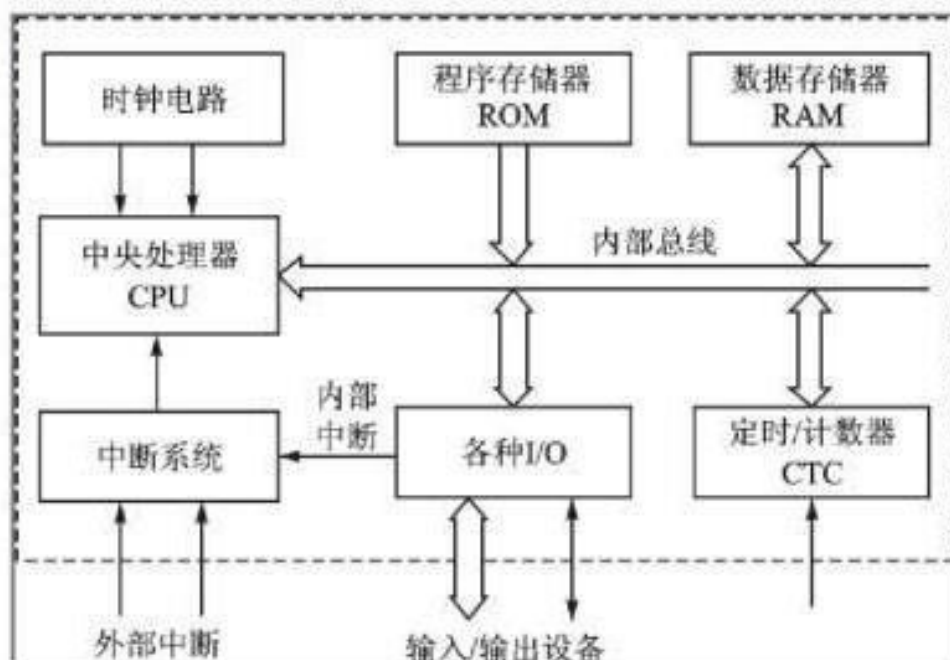 时钟电路
程序存储器
ROM
数据存储器
RAM
中央处理器
CPU
内部总线
内部
中断
中断系统
各种I/O
定时/计数器
CTC
外部中断
输入/输出设备